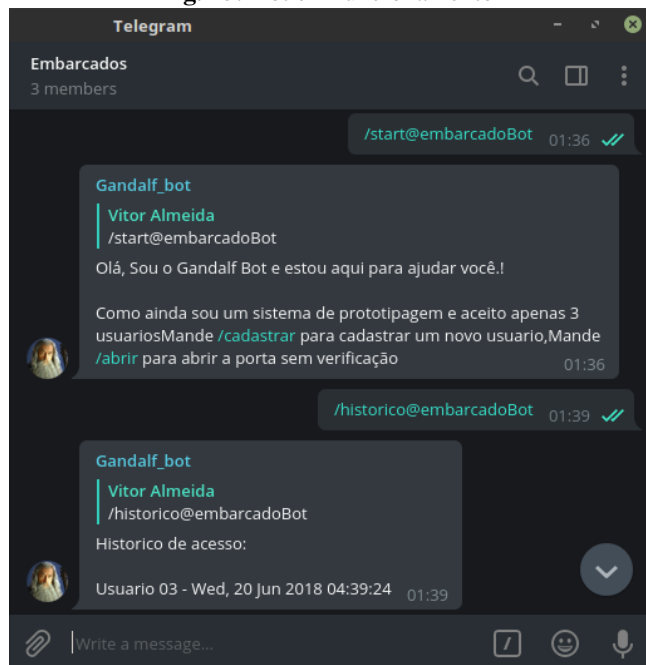 Telegram
Embarcados
3 members
/start@embarcadoBot 01:36
Gandalf_bot
Vitor Almeida
/start@embarcadoBot
Olá, Sou o Gandalf Bot e estou aqui para ajudar você.!
Como ainda sou um sistema de prototipagem e aceito apenas 3
usuariosMande /cadastrar para cadastrar um novo usuario,Mande
/abrir para abrir a porta sem verificação
01:36
/historico@embarcadoBot 01:39
Gandalf_bot
Vitor Almeida
/historico@embarcadoBot
Historico de acesso:
Usuario 03 - Wed, 20 Jun 2018 04:39:24 01:39
Write a message...